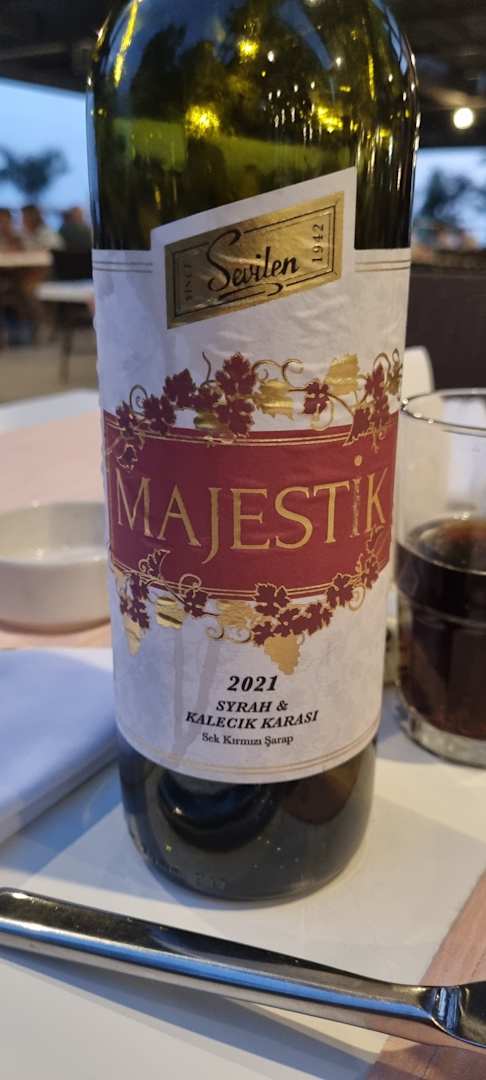 SINCE Sevilen 1942
MAJESTİK
2021
SYRAH &
KALECIK KARASI
Sek Kırmızı Şarap